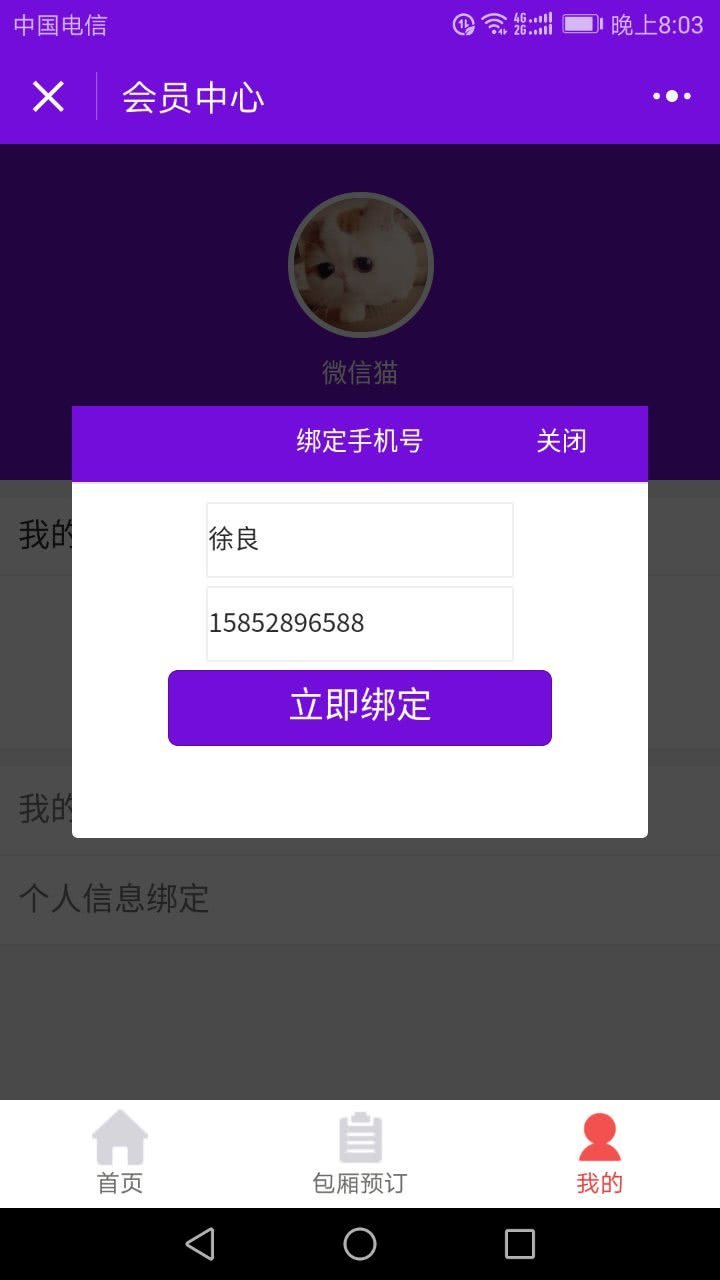 中国电信
4G
2G
晚上8:03
会员中心
微信猫
绑定手机号 关闭
我的
徐良
15852896588
立即绑定
我的
个人信息绑定
首页 包厢预订 我的